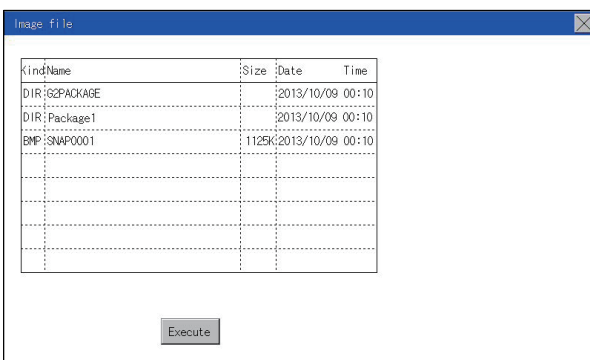 Image file
Kind Name Size Date Time
DIR G2PACKAGE 2013/10/09 00:10
DIR Package1 2013/10/09 00:10
BMP SNAP0001 1125K 2013/10/09 00:10
Execute